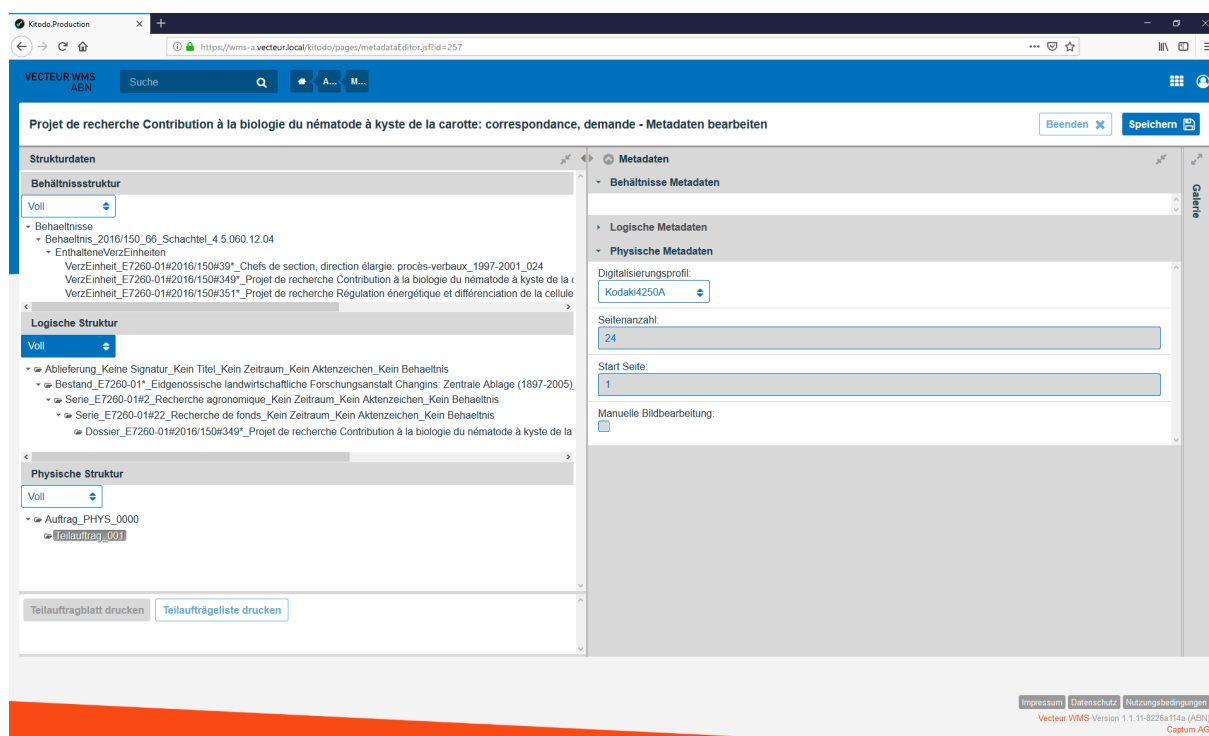 Kitodo.Production
https://wms-a.vecteur.local/kitodo/pages/metadataEditor.jsf?id=257
VECTEUR WMS
ABN
Suche
A...
M...
Projet de recherche Contribution à la biologie du nématode à kyste de la carotte: correspondance, demande - Metadaten bearbeiten
Beenden
Speichern
Strukturdaten
Behältnissstruktur
Voll
Behaeltnisse
Behaeltnis_2016/150_66_Schachtel_4.5.060.12.04
EnthalteneVerzEinheiten
VerzEinheit_E7260-01#2016/150#39*_Chefs de section, direction élargie: procès-verbaux_1997-2001_024
VerzEinheit_E7260-01#2016/150#349*_Projet de recherche Contribution à la biologie du nématode à kyste de la c
VerzEinheit_E7260-01#2016/150#351*_Projet de recherche Régulation énergétique et différenciation de la cellule
Logische Struktur
Voll
Ablieferung_Keine Signatur_Kein Titel_Kein Zeitraum_Kein Aktenzeichen_Kein Behaeltnis
Bestand_E7260-01*_Eidgenössische landwirtschaftliche Forschungsanstalt Changins: Zentrale Ablage (1897-2005)_
Serie_E7260-01#2_Recherche agronomique_Kein Zeitraum_Kein Aktenzeichen_Kein Behaeltnis
Serie_E7260-01#22_Recherche de fonds_Kein Zeitraum_Kein Aktenzeichen_Kein Behaeltnis
Dossier_E7260-01#2016/150#349*_Projet de recherche Contribution à la biologie du nématode à kyste de la
Physische Struktur
Voll
Auftrag_PHYS_0000
Teilauftrag_001
Teilauftragblatt drucken
Teilaufträgeliste drucken
Metadaten
Behältnisse Metadaten
Logische Metadaten
Physische Metadaten
Digitalisierungsprofil:
Kodaki4250A
Seitenanzahl:
24
Start Seite:
1
Manuelle Bildbearbeitung:
Galerie
Impressum Datenschutz Nutzungsbedingungen
Vecteur WMS Version 1.1.11-8226a114a (ABN)
Captum AG